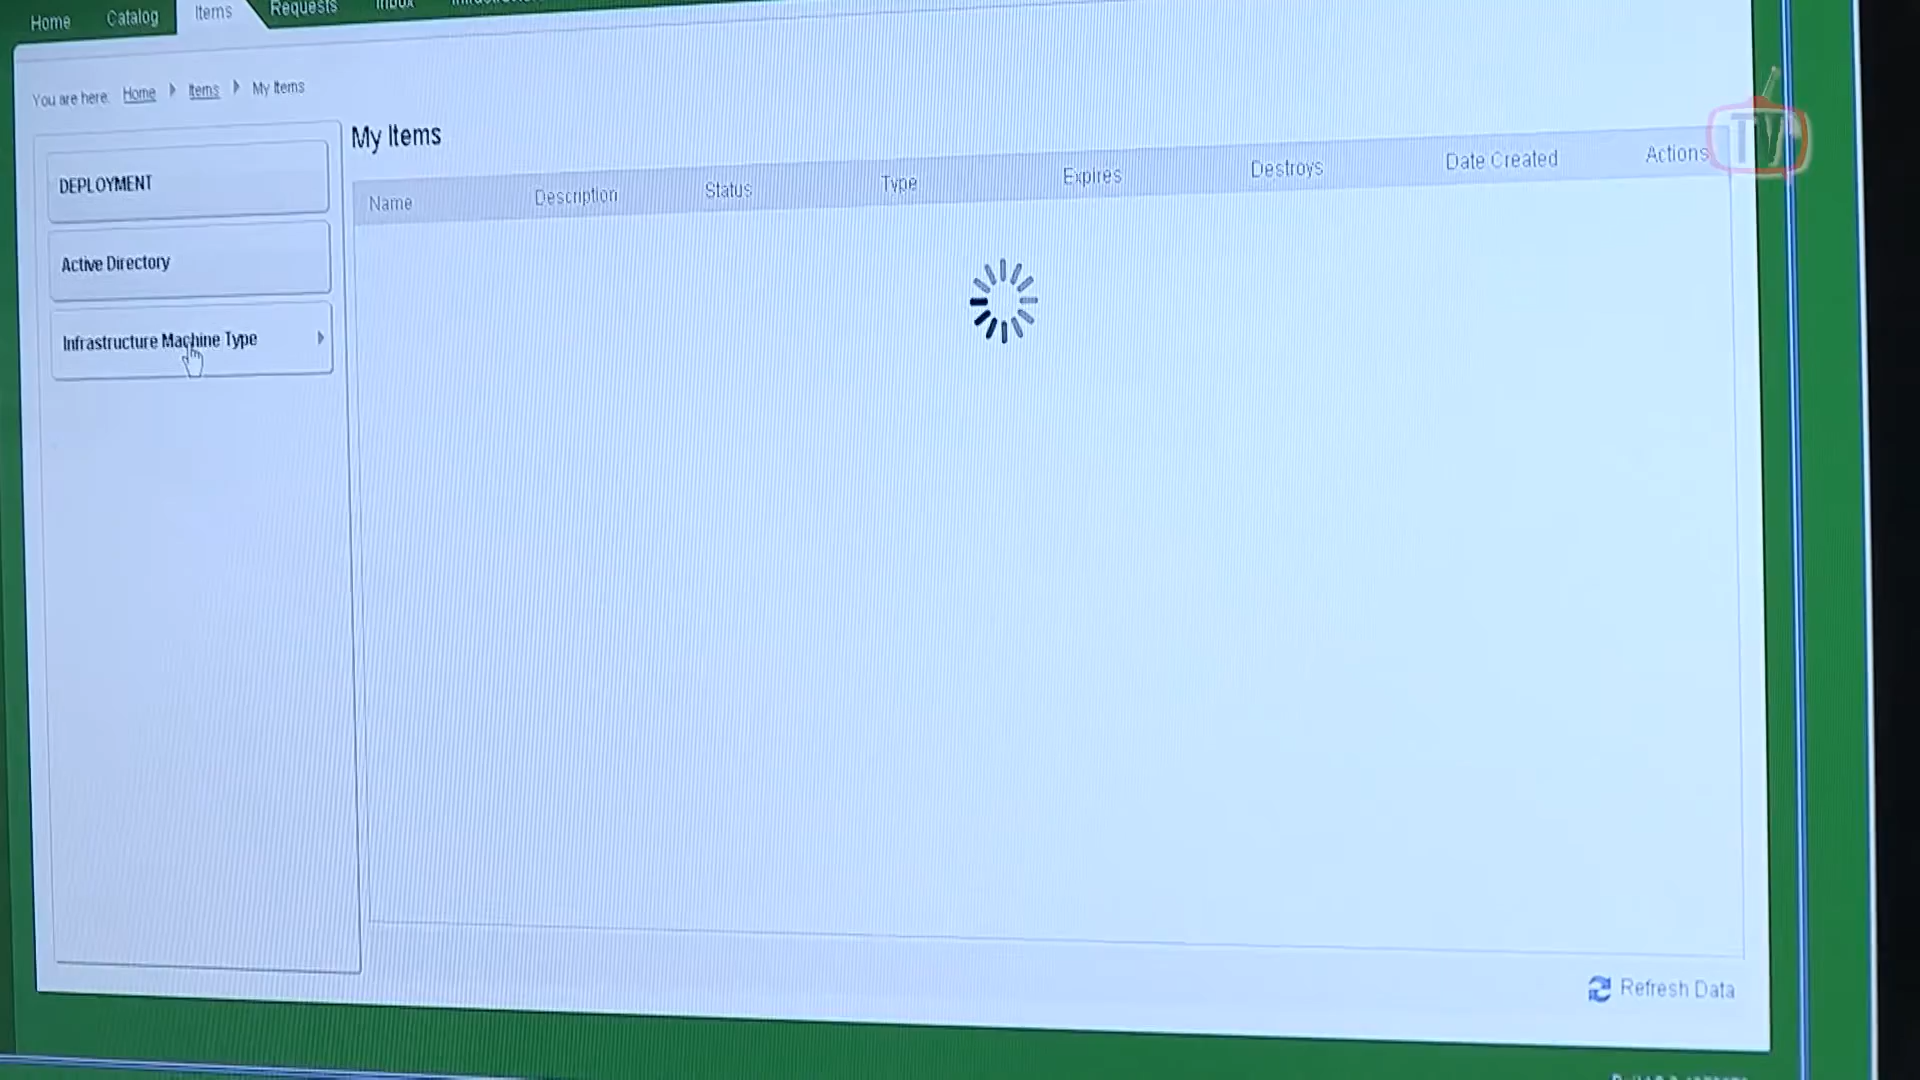 Home Catalog Items Requests Inbox
You are here: Home Items My Items
DEPLOYMENT
Active Directory
Infrastructure Machine Type
My Items
Name Description Status Type Expires Destroys Date Created Actions
TV
Refresh Data